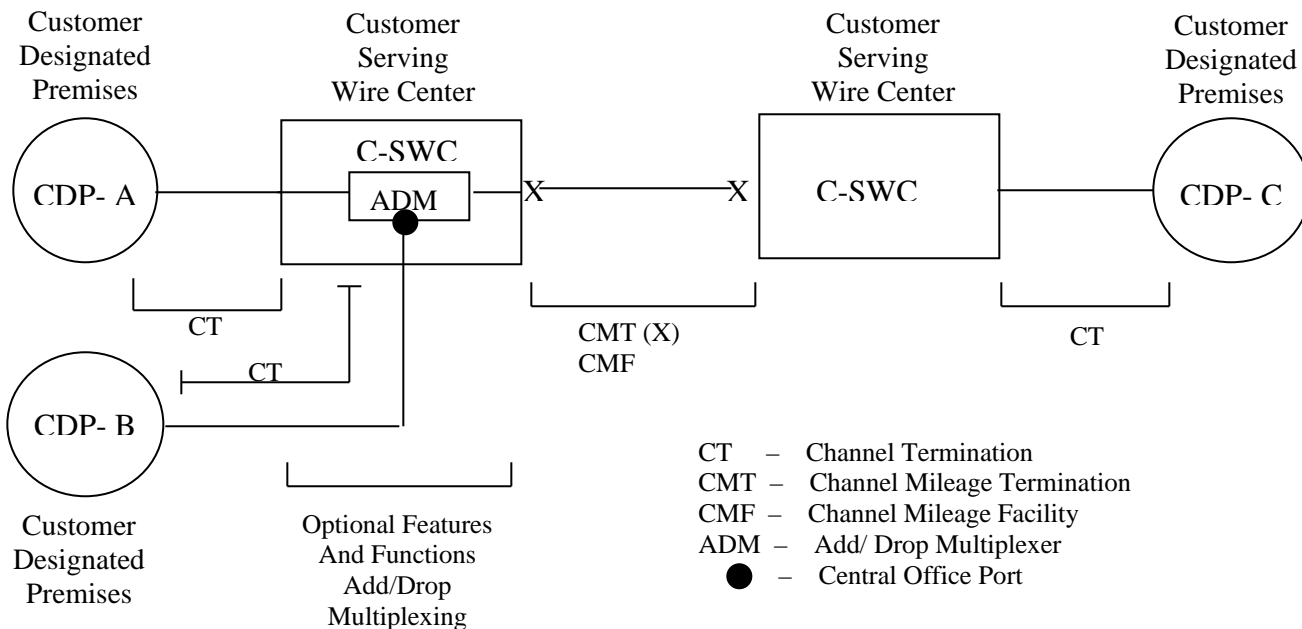 Customer
Designated
Premises
Customer
Serving
Wire Center
Customer
Serving
Wire Center
Customer
Designated
Premises
CDP- A
C-SWC
ADM
X
X
C-SWC
CDP- C
CT
CMT (X)
CMF
CT
CT
CDP- B
Customer
Designated
Premises
Optional Features
And Functions
Add/Drop
Multiplexing
CT – Channel Termination
CMT – Channel Mileage Termination
CMF – Channel Mileage Facility
ADM – Add/ Drop Multiplexer
– Central Office Port